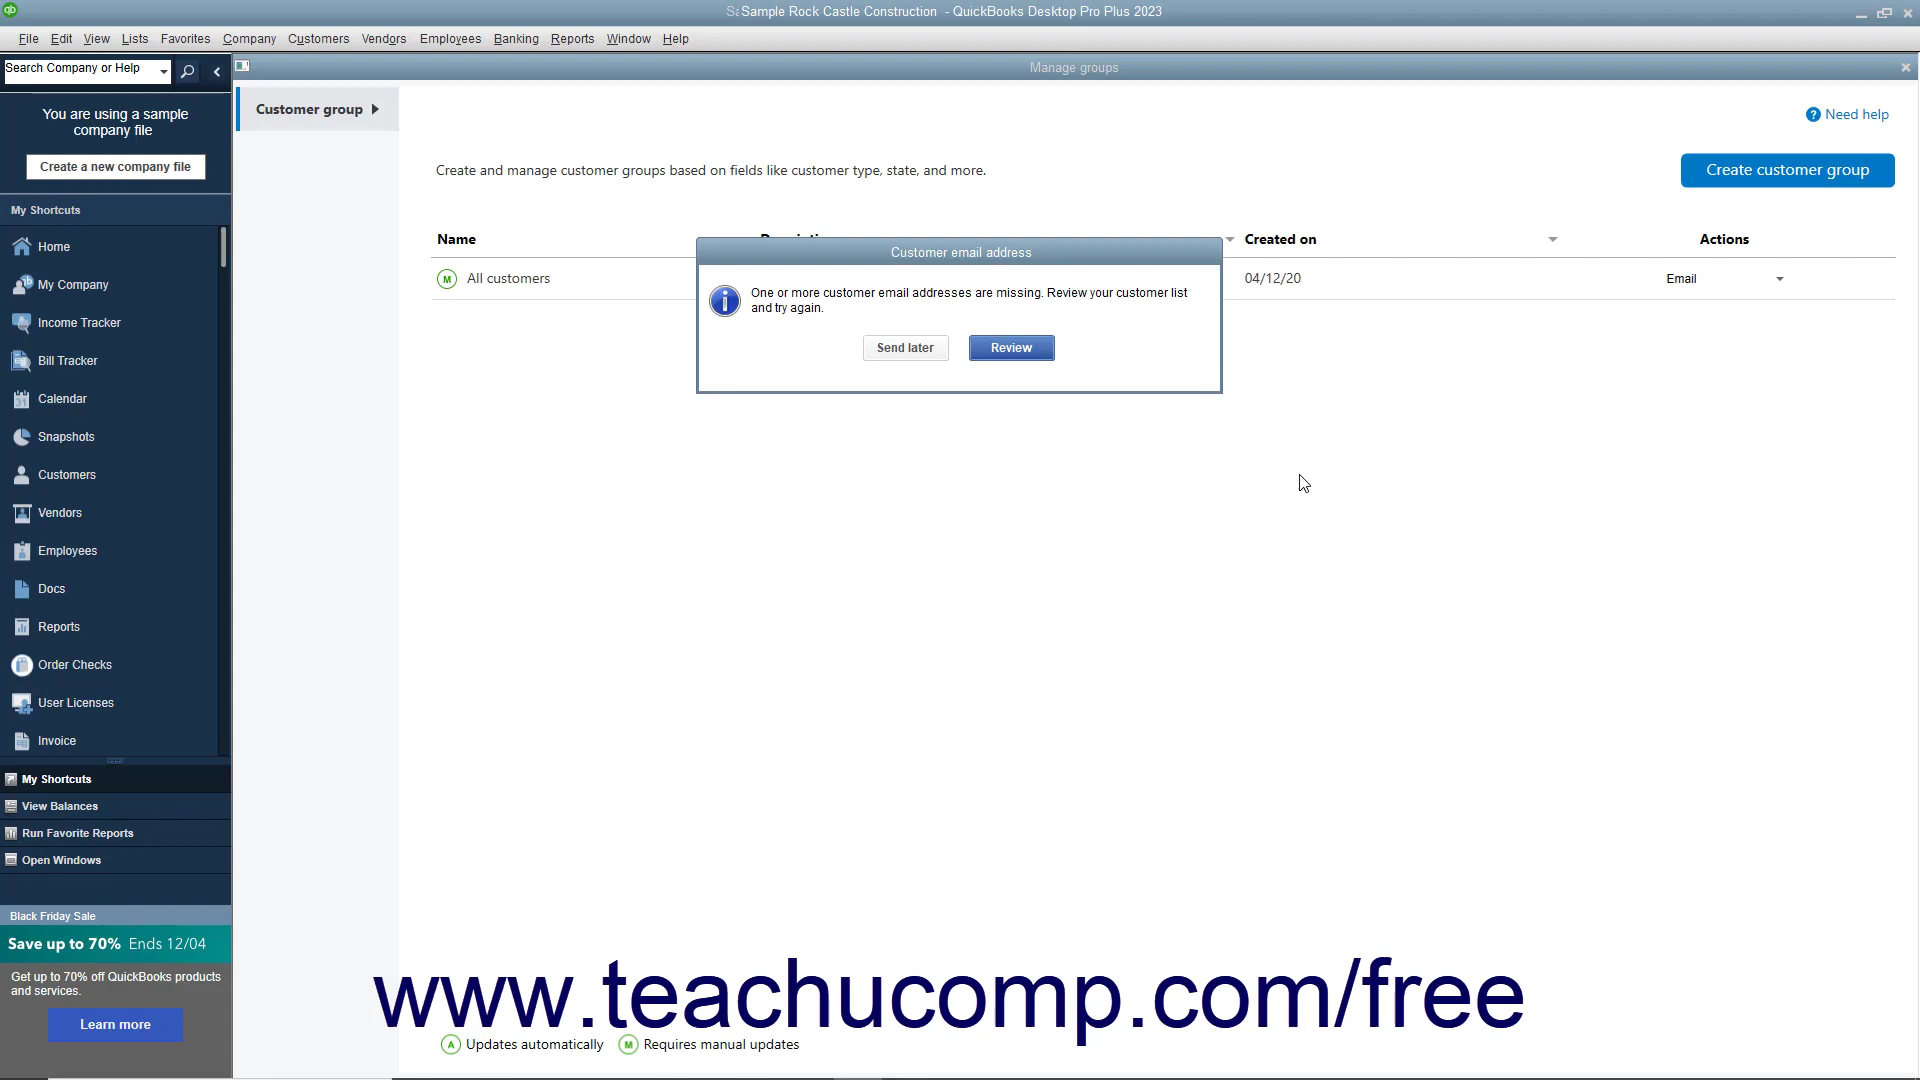 Sample Rock Castle Construction - QuickBooks Desktop Pro Plus 2023
File Edit View Lists Favorites Company Customers Vendors Employees Banking Reports Window Help
Search Company or Help
Manage groups
You are using a sample
company file
Create a new company file
My Shortcuts
Home
My Company
Income Tracker
Bill Tracker
Calendar
Snapshots
Customers
Vendors
Employees
Docs
Reports
Order Checks
User Licenses
Invoice
My Shortcuts
View Balances
Run Favorite Reports
Open Windows
Black Friday Sale
Save up to 70% Ends 12/04
Get up to 70% off QuickBooks products
and services.
Learn more
Customer group
Need help
Create and manage customer groups based on fields like customer type, state, and more.
Create customer group
Name Created on Actions
M All customers 04/12/20 Email
Customer email address
One or more customer email addresses are missing. Review your customer list
and try again.
Send later Review
www.teachucomp.com/free
A Updates automatically M Requires manual updates